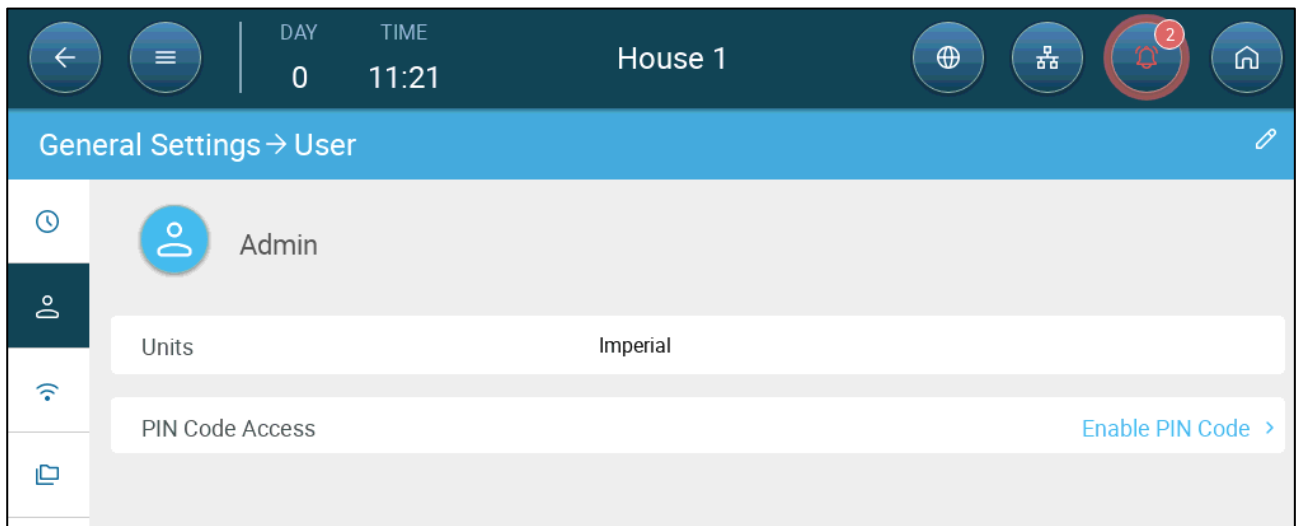 DAY TIME
0 11:21
House 1
2
General Settings → User
Admin
Units Imperial
PIN Code Access Enable PIN Code >